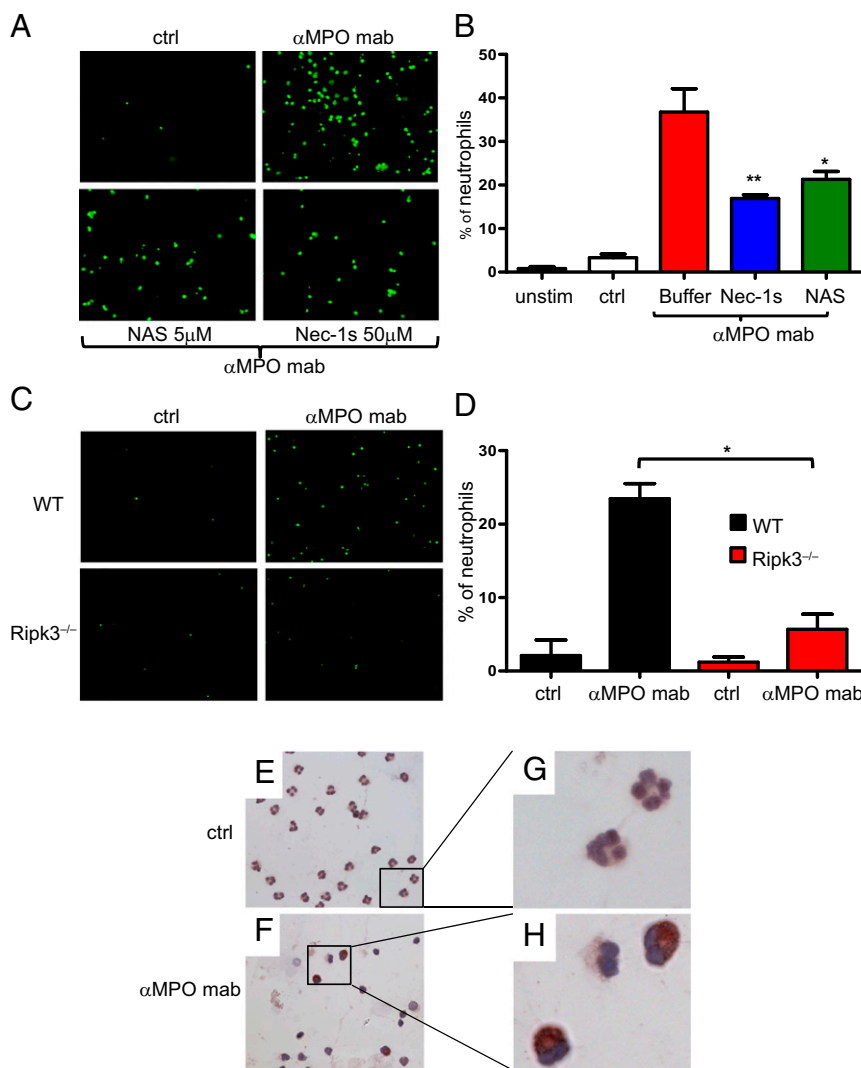 A
ctrl
αMPO mab
NAS 5μM
Nec-1s 50μM
αMPO mab
B
% of neutrophils
50
40
30
20
10
0
**
*
unstim
ctrl
Buffer
Nec-1s
NAS
αMPO mab
C
ctrl
αMPO mab
WT
Ripk3–/–
D
% of neutrophils
30
20
10
0
*
WT
Ripk3–/–
ctrl
αMPO mab
ctrl
αMPO mab
E
ctrl
G
F
αMPO mab
H